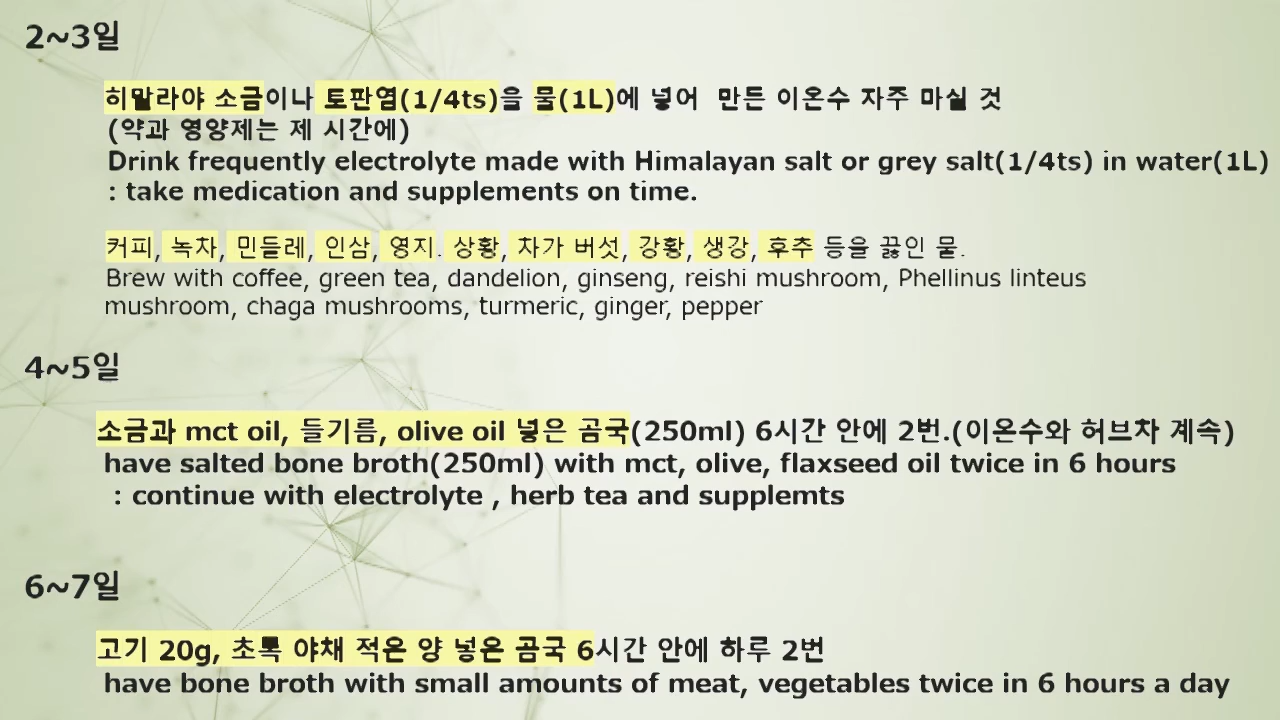 2~3일
히말라야 소금이나 토판염(1/4ts)을 물(1L)에 넣어 만든 이온수 자주 마실 것
(약과 영양제는 제 시간에)
Drink frequently electrolyte made with Himalayan salt or grey salt(1/4ts) in water(1L)
: take medication and supplements on time.
커피, 녹차, 민들레, 인삼, 영지. 상황, 차가 버섯, 강황, 생강, 후추 등을 끓인 물.
Brew with coffee, green tea, dandelion, ginseng, reishi mushroom, Phellinus linteus
mushroom, chaga mushrooms, turmeric, ginger, pepper
4~5일
소금과 mct oil, 들기름, olive oil 넣은 곰국(250ml) 6시간 안에 2번.(이온수와 허브차 계속)
have salted bone broth(250ml) with mct, olive, flaxseed oil twice in 6 hours
: continue with electrolyte , herb tea and supplemts
6~7일
고기 20g, 초록 야채 적은 양 넣은 곰국 6시간 안에 하루 2번
have bone broth with small amounts of meat, vegetables twice in 6 hours a day